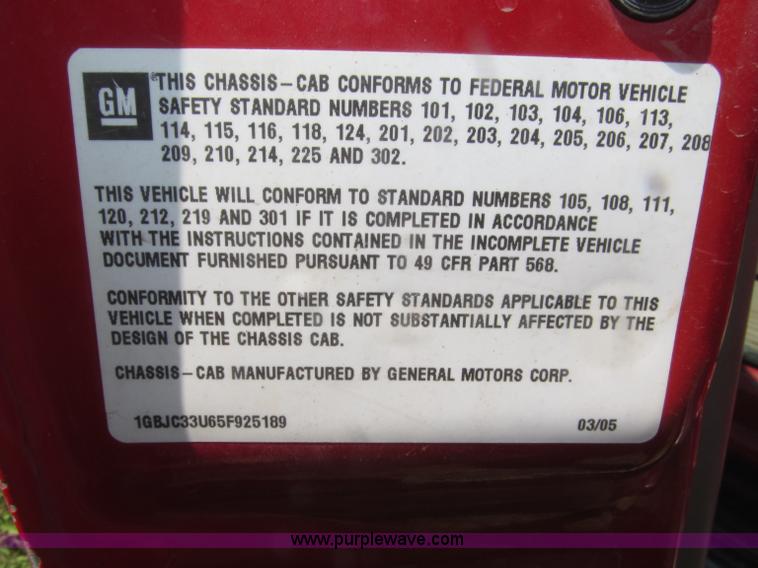 GM
®THIS CHASSIS-CAB CONFORMS TO FEDERAL MOTOR VEHICLE
SAFETY STANDARD NUMBERS 101, 102, 103, 104, 106, 113,
114, 115, 116, 118, 124, 201, 202, 203, 204, 205, 206, 207, 208
209, 210, 214, 225 AND 302.
THIS VEHICLE WILL CONFORM TO STANDARD NUMBERS 105, 108, 111,
120, 212, 219 AND 301 IF IT IS COMPLETED IN ACCORDANCE
WITH THE INSTRUCTIONS CONTAINED IN THE INCOMPLETE VEHICLE
DOCUMENT FURNISHED PURSUANT TO 49 CFR PART 568.
CONFORMITY TO THE OTHER SAFETY STANDARDS APPLICABLE TO THIS
VEHICLE WHEN COMPLETED IS NOT SUBSTANTIALLY AFFECTED BY THE
DESIGN OF THE CHASSIS CAB.
CHASSIS-CAB MANUFACTURED BY GENERAL MOTORS CORP.
1GBJC33U65F925189 03/05
www.purplewave.com